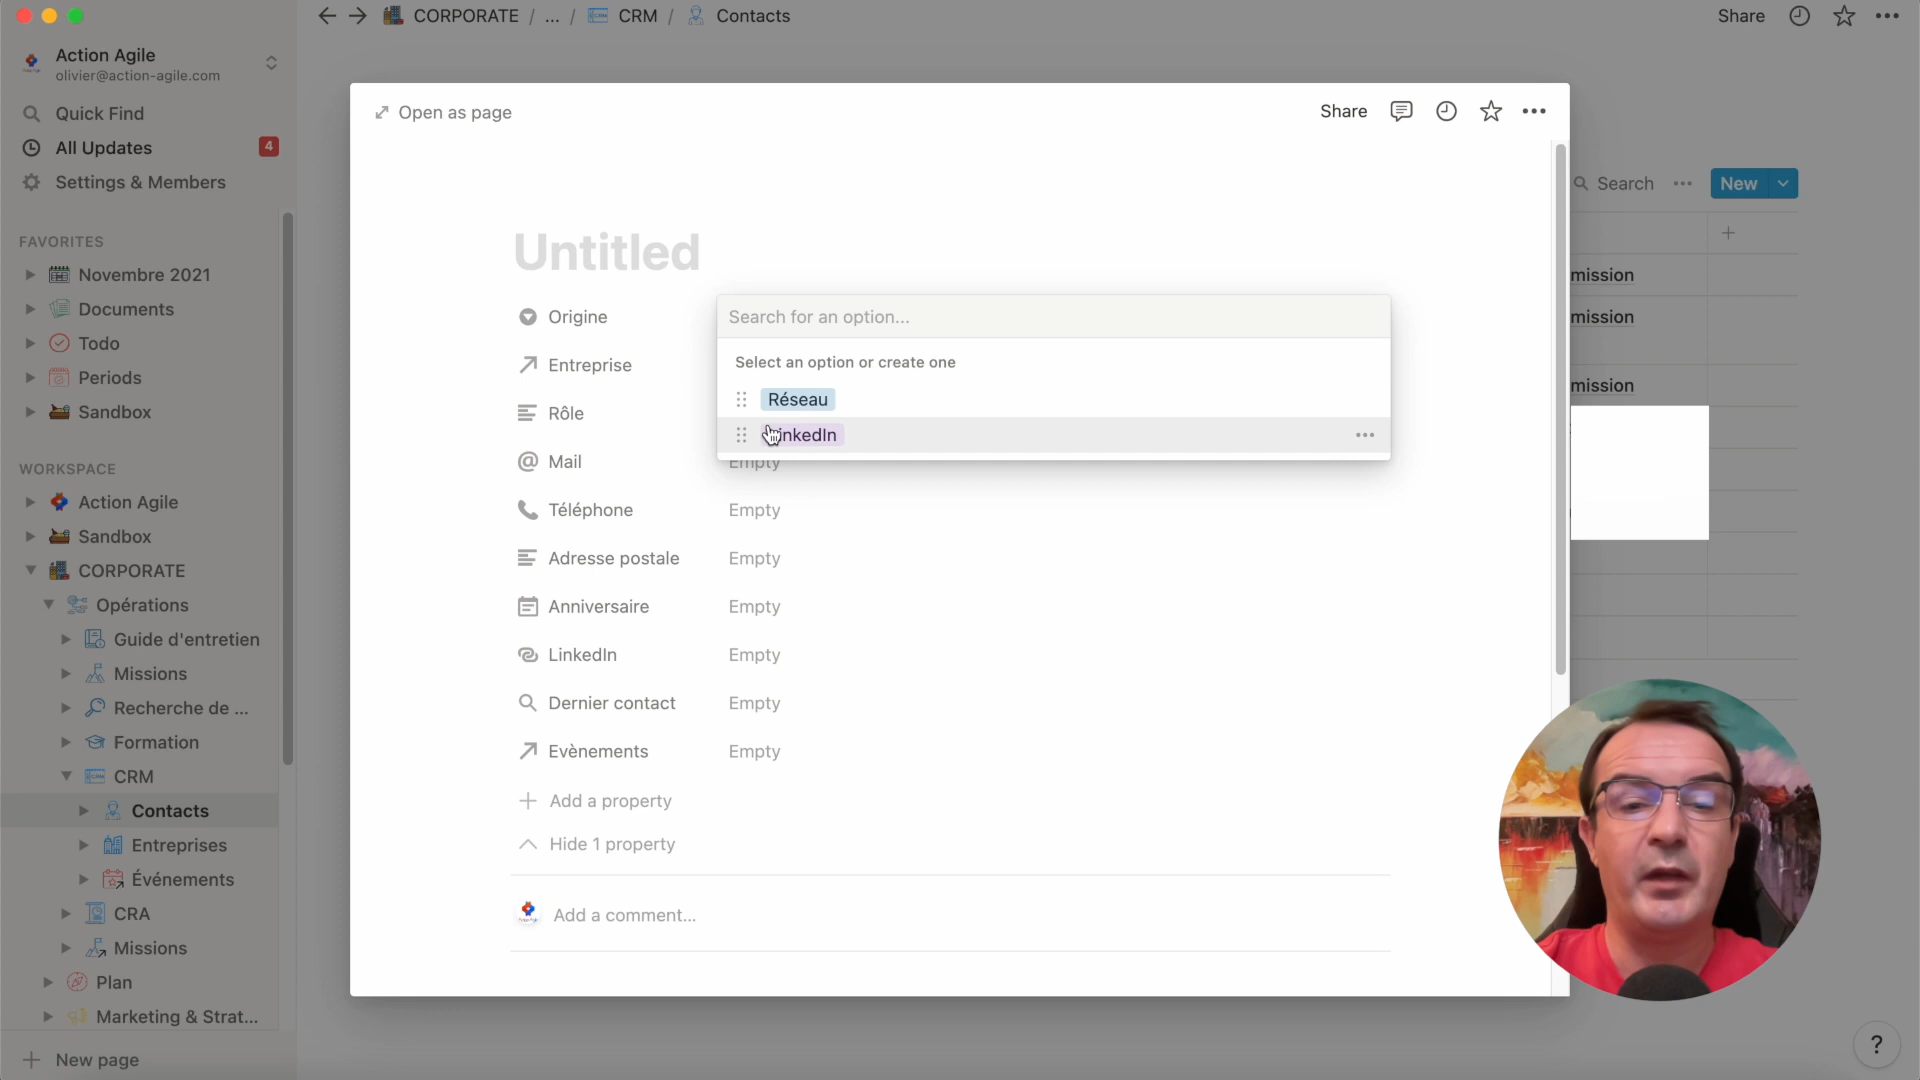 CORPORATE / ... / CRM / Contacts
Share
Action Agile
olivier@action-agile.com
Quick Find
All Updates
4
Settings & Members
FAVORITES
Novembre 2021
Documents
Todo
Periods
Sandbox
WORKSPACE
Action Agile
Sandbox
CORPORATE
Opérations
Guide d'entretien
Missions
Recherche de ...
Formation
CRM
Contacts
Entreprises
Événements
CRA
Missions
Plan
Marketing & Strat...
New page
Open as page
Share
Untitled
Origine
Search for an option...
Select an option or create one
Réseau
inkedIn
Entreprise
Rôle
Mail
Empty
Téléphone
Empty
Adresse postale
Empty
Anniversaire
Empty
LinkedIn
Empty
Dernier contact
Empty
Evènements
Empty
Add a property
Hide 1 property
Add a comment...
Search
New
mission
mission
mission
?